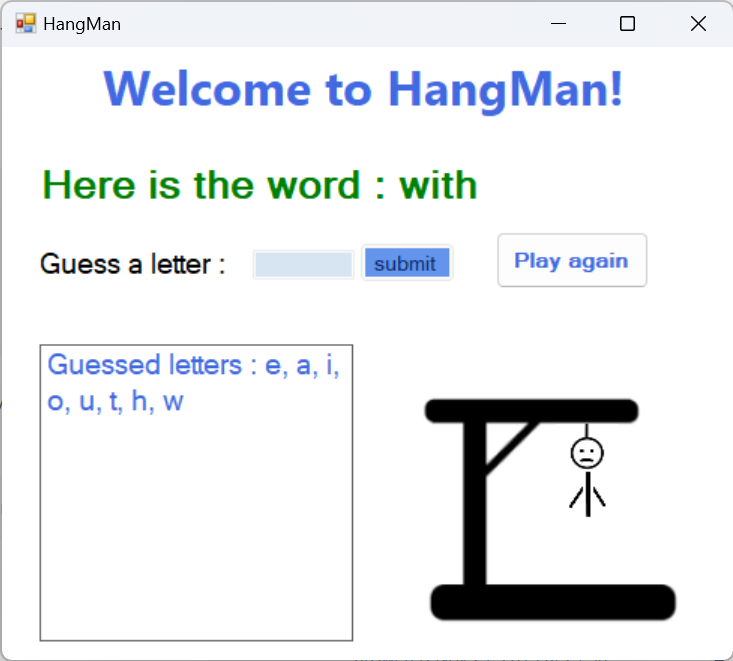 HangMan
Welcome to HangMan!
Here is the word : with
Guess a letter :
submit
Play again
Guessed letters : e, a, i,
o, u, t, h, w